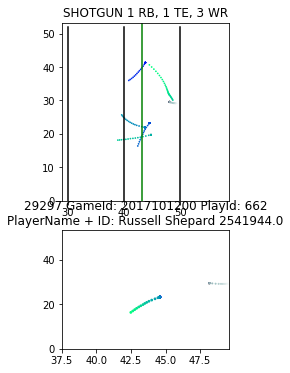 SHOTGUN 1 RB, 1 TE, 3 WR
50
40
30
20
10
0
30 40 50
29297 GameId: 2017101200 PlayId: 662
PlayerName + ID: Russell Shepard 2541944.0
40
20
0
37.5 40.0 42.5 45.0 47.5